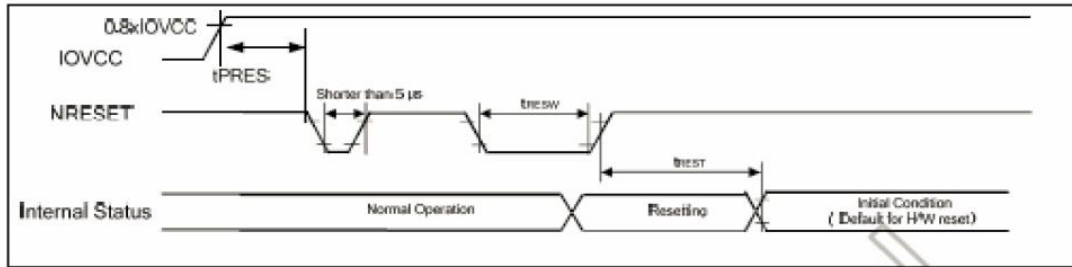 0.8xIOVCC
IOVCC
tPRES
Shorter than 5 µs
NRESET
tRESW
tREST
Internal Status
Normal Operation
Resetting
Initial Condition
( Default for H*W reset)